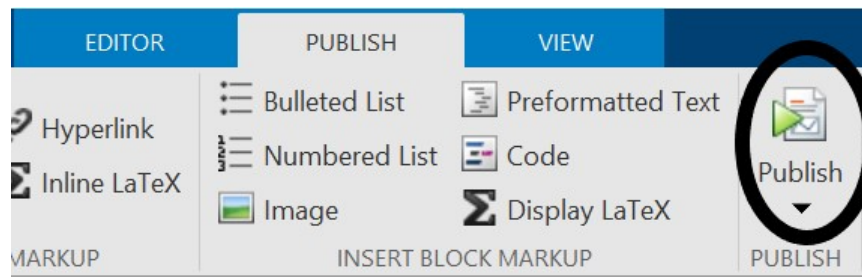 EDITOR PUBLISH VIEW
Bulleted List Preformatted Text
Hyperlink
Numbered List Code
Publish
Inline LaTeX
Image Display LaTeX
INSERT BLOCK MARKUP PUBLISH